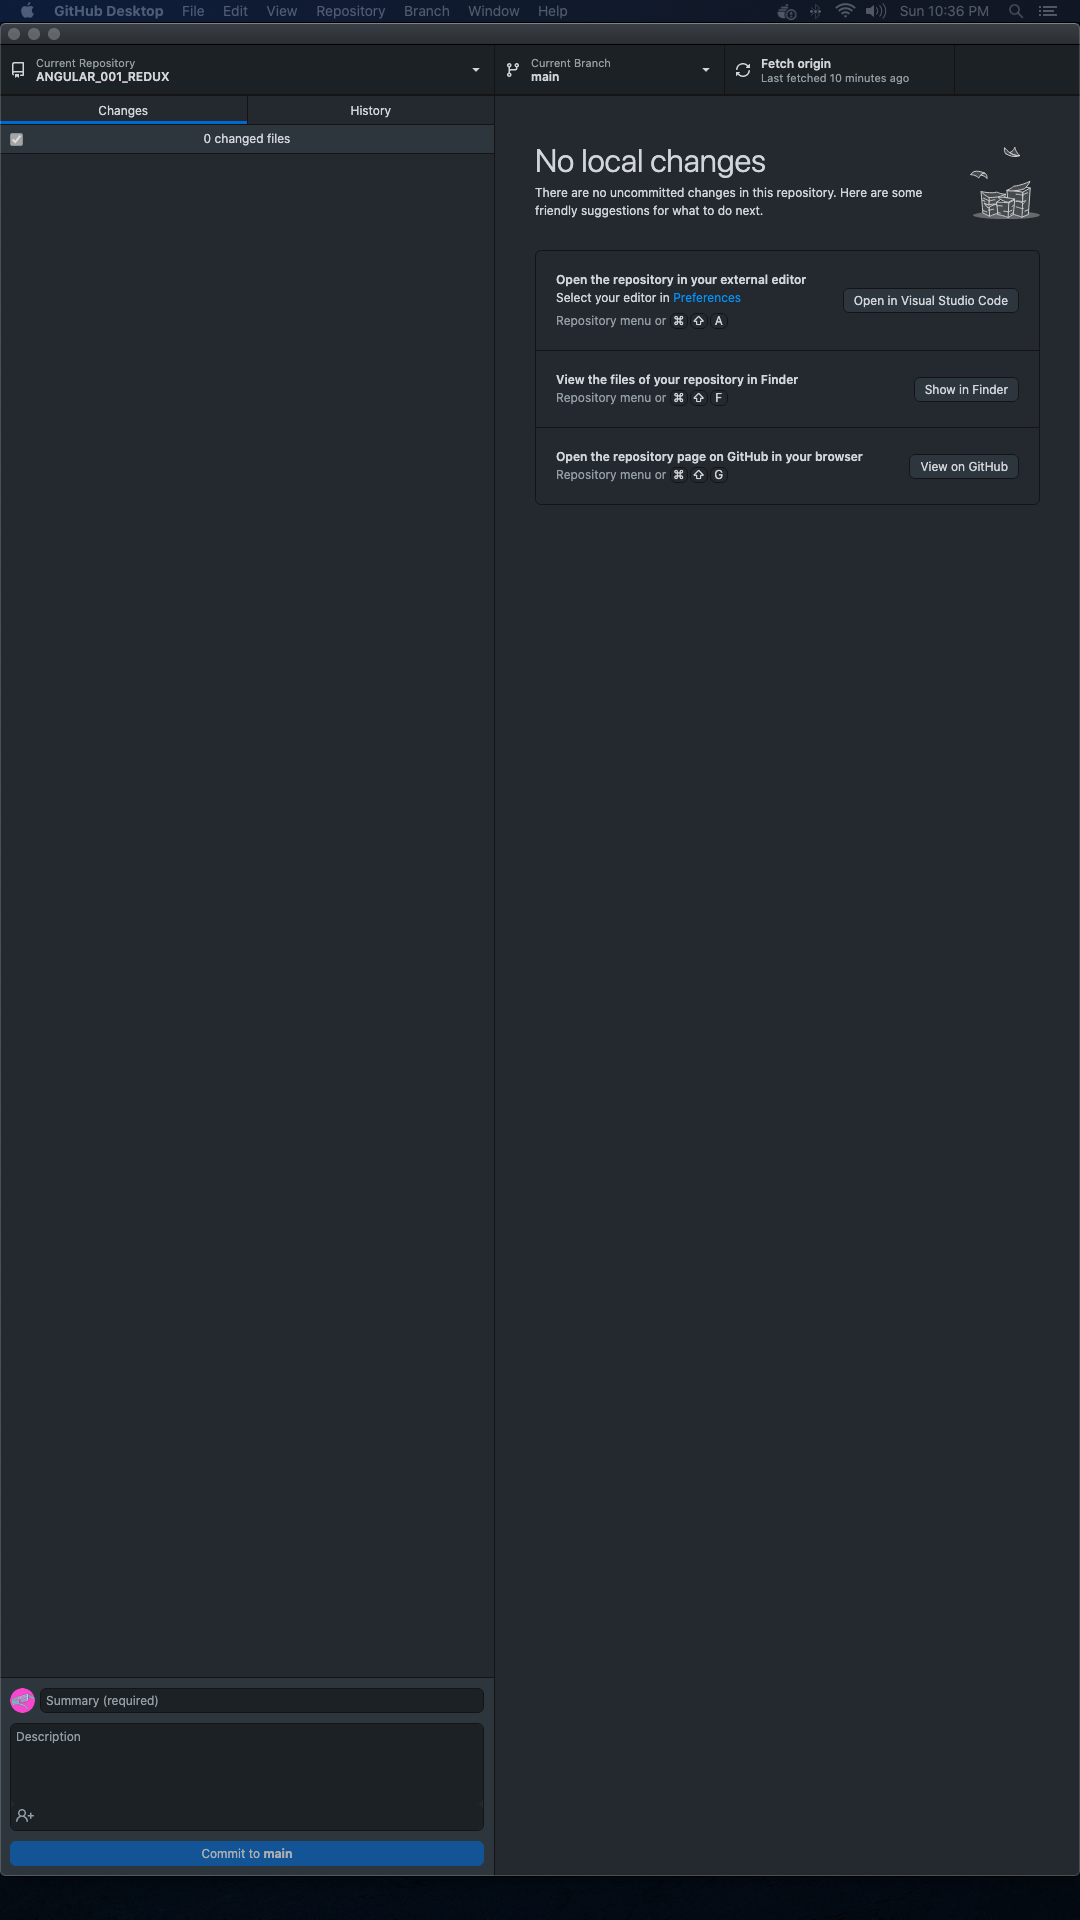 GitHub Desktop File Edit View Repository Branch Window Help Sun 10:36 PM
Current Repository
ANGULAR_001_REDUX
Current Branch
main
Fetch origin
Last fetched 10 minutes ago
Changes
History
0 changed files
No local changes
There are no uncommitted changes in this repository. Here are some
friendly suggestions for what to do next.
Open the repository in your external editor
Select your editor in Preferences
Repository menu or ⌘ ⇧ A
Open in Visual Studio Code
View the files of your repository in Finder
Repository menu or ⌘ ⇧ F
Show in Finder
Open the repository page on GitHub in your browser
Repository menu or ⌘ ⇧ G
View on GitHub
Summary (required)
Description
Commit to main